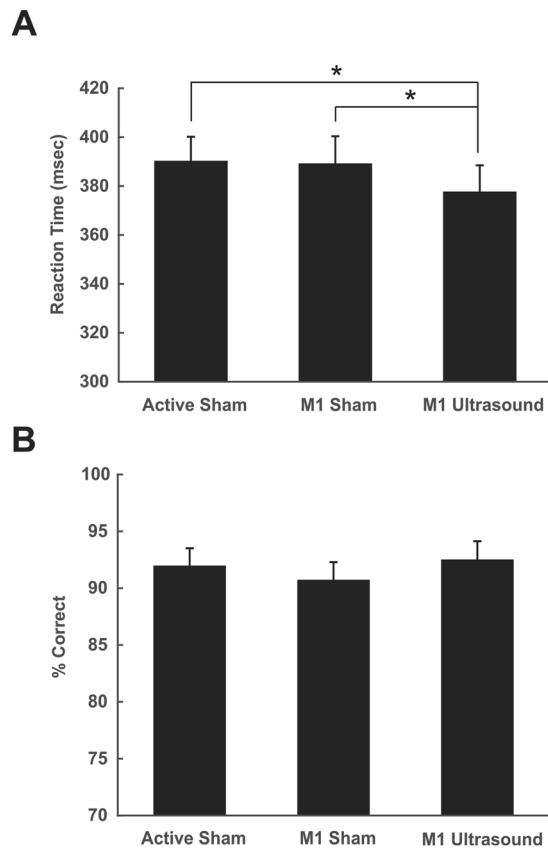 A
Reaction Time (msec)
420
400
380
360
340
320
300
*
*
Active Sham M1 Sham M1 Ultrasound
B
% Correct
100
95
90
85
80
75
70
Active Sham M1 Sham M1 Ultrasound